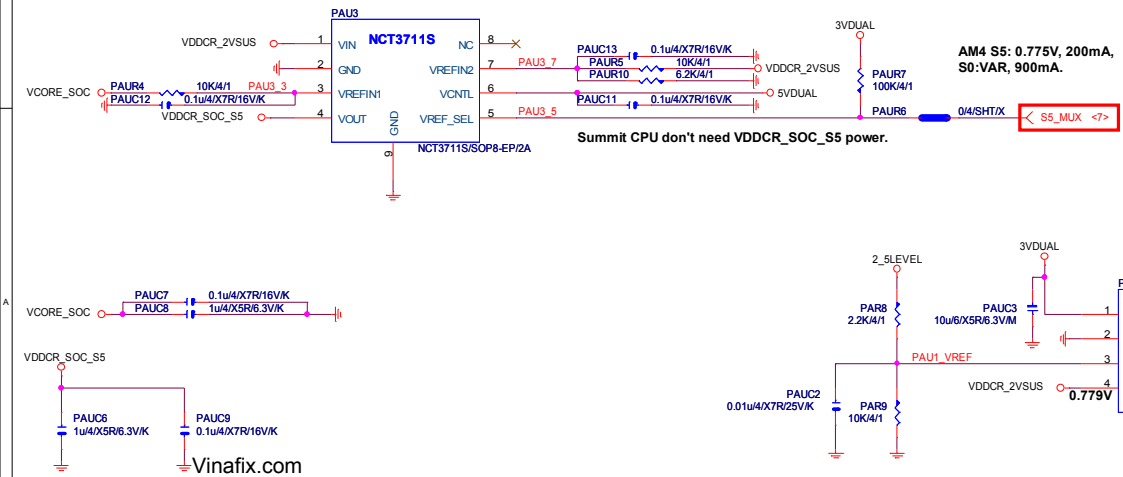 PAU3
NCT3711S
VDDCR_2VSUS
1
VIN
NC
8
2
GND
VREFIN2
7
PAU3_7
VCORE_SOC
PAUR4
10K/4/1
PAU3_3
3
VREFIN1
VCNTL
6
PAUC12
0.1u/4/X7R/16V/K
VDDCR_SOC_S5
4
VOUT
VREF_SEL
5
PAU3_5
GND
9
NCT3711S/SOP8-EP/2A
PAUC13
0.1u/4/X7R/16V/K
PAUR5
10K/4/1
VDDCR_2VSUS
PAUR10
6.2K/4/1
5VDUAL
PAUC11
0.1u/4/X7R/16V/K
3VDUAL
PAUR7
100K/4/1
PAUR6
0/4/SHT/X
S5_MUX <7>
AM4 S5: 0.775V, 200mA,
S0:VAR, 900mA.
Summit CPU don't need VDDCR_SOC_S5 power.
A
VCORE_SOC
PAUC7
0.1u/4/X7R/16V/K
PAUC8
1u/4/X5R/6.3V/K
VDDCR_SOC_S5
PAUC6
1u/4/X5R/6.3V/K
PAUC9
0.1u/4/X7R/16V/K
Vinafix.com
2_5LEVEL
PAR8
2.2K/4/1
PAU1_VREF
PAUC2
0.01u/4/X7R/25V/K
PAR9
10K/4/1
3VDUAL
PAUC3
10u/6/X5R/6.3V/M
P
1
2
3
4
VDDCR_2VSUS
0.779V